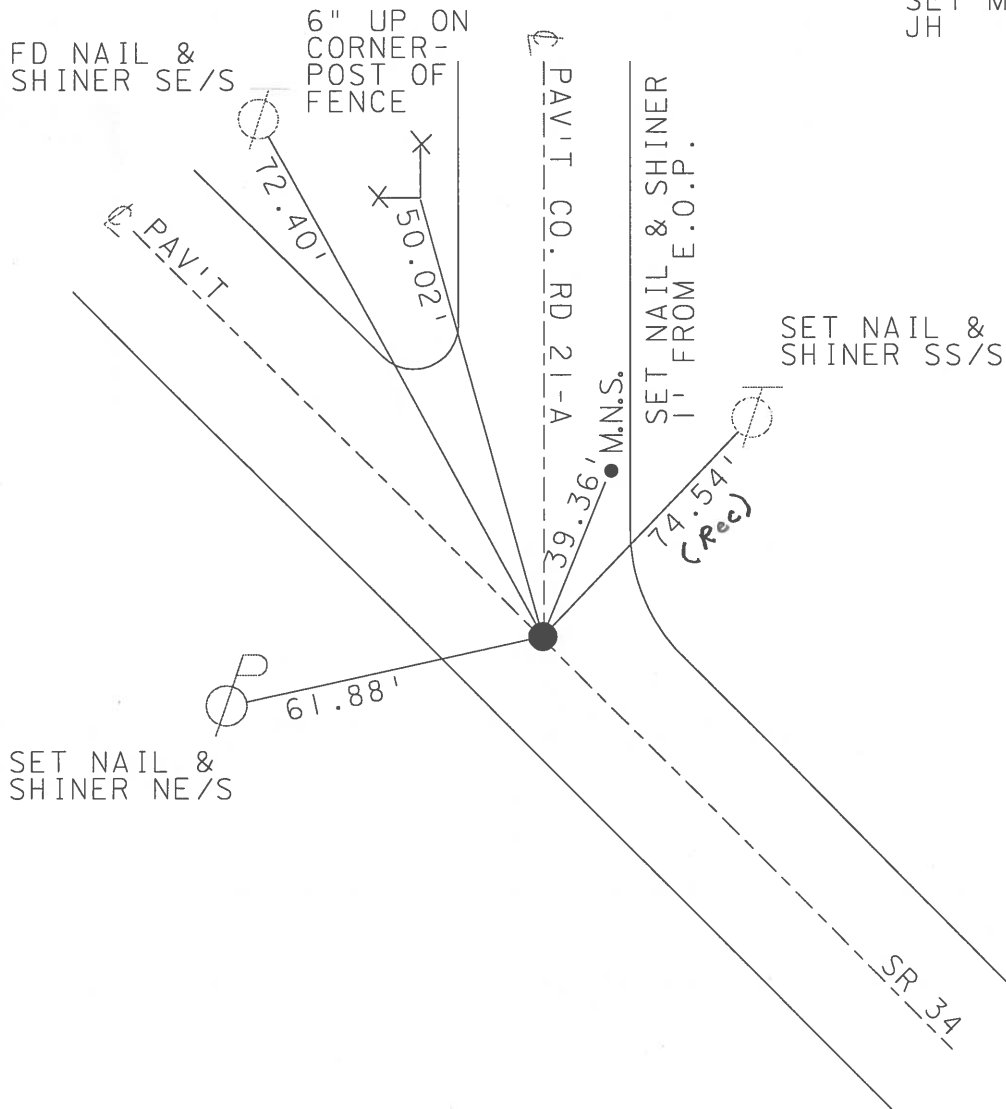 SET M
JH
6" UP ON
CORNER-
POST OF
FENCE
FD NAIL &
SHINER SE/S
℄
PAV'T CO. RD 21-A
SET NAIL & SHINER
1' FROM E.O.P.
72.40'
50.02'
℄ PAV'T
SET NAIL &
SHINER SS/S
M.N.S.
39.36'
74.54'
(Rec)
61.88'
SET NAIL &
SHINER NE/S
SR 34